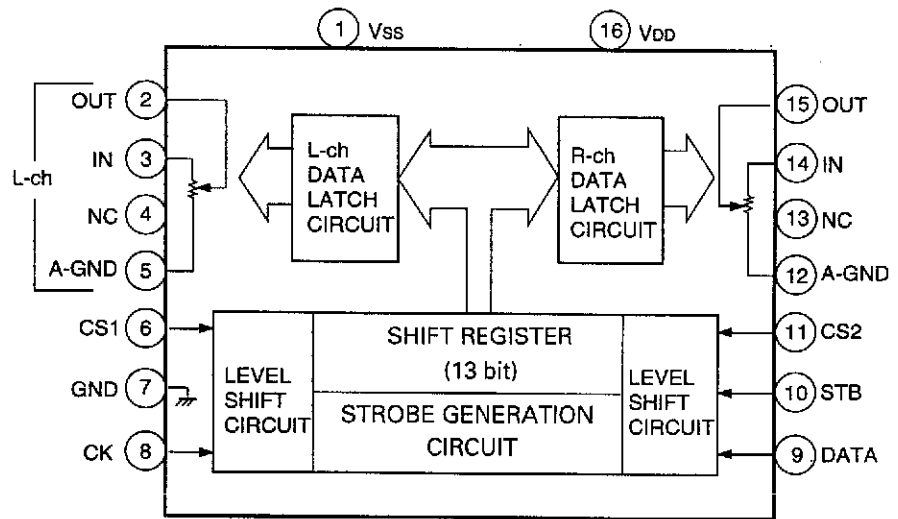 1 VSS
16 VDD
L-ch
OUT 2
IN 3
NC 4
A-GND 5
CS1 6
GND 7
CK 8
L-ch
DATA
LATCH
CIRCUIT
R-ch
DATA
LATCH
CIRCUIT
15 OUT
14 IN
13 NC
12 A-GND
11 CS2
10 STB
9 DATA
LEVEL
SHIFT
CIRCUIT
SHIFT REGISTER
(13 bit)
STROBE GENERATION
CIRCUIT
LEVEL
SHIFT
CIRCUIT